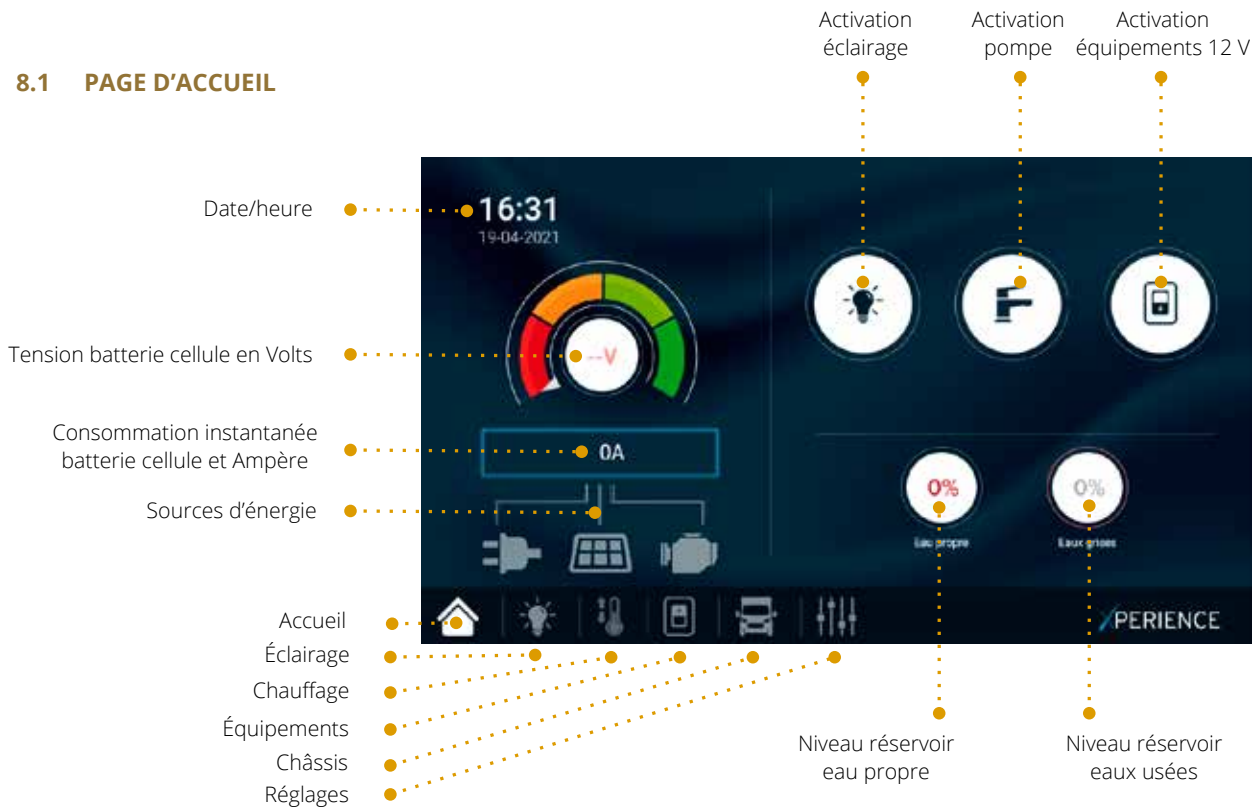 Activation
éclairage
Activation
pompe
Activation
équipements 12 V
8.1 PAGE D'ACCUEIL
Date/heure
16:31
19-04-2021
Tension batterie cellule en Volts
--V
Consommation instantanée
batterie cellule et Ampère
0A
Sources d'énergie
0%
Eau propre
0%
Eaux grises
XPERIENCE
Accueil
Éclairage
Chauffage
Équipements
Châssis
Réglages
Niveau réservoir
eau propre
Niveau réservoir
eaux usées